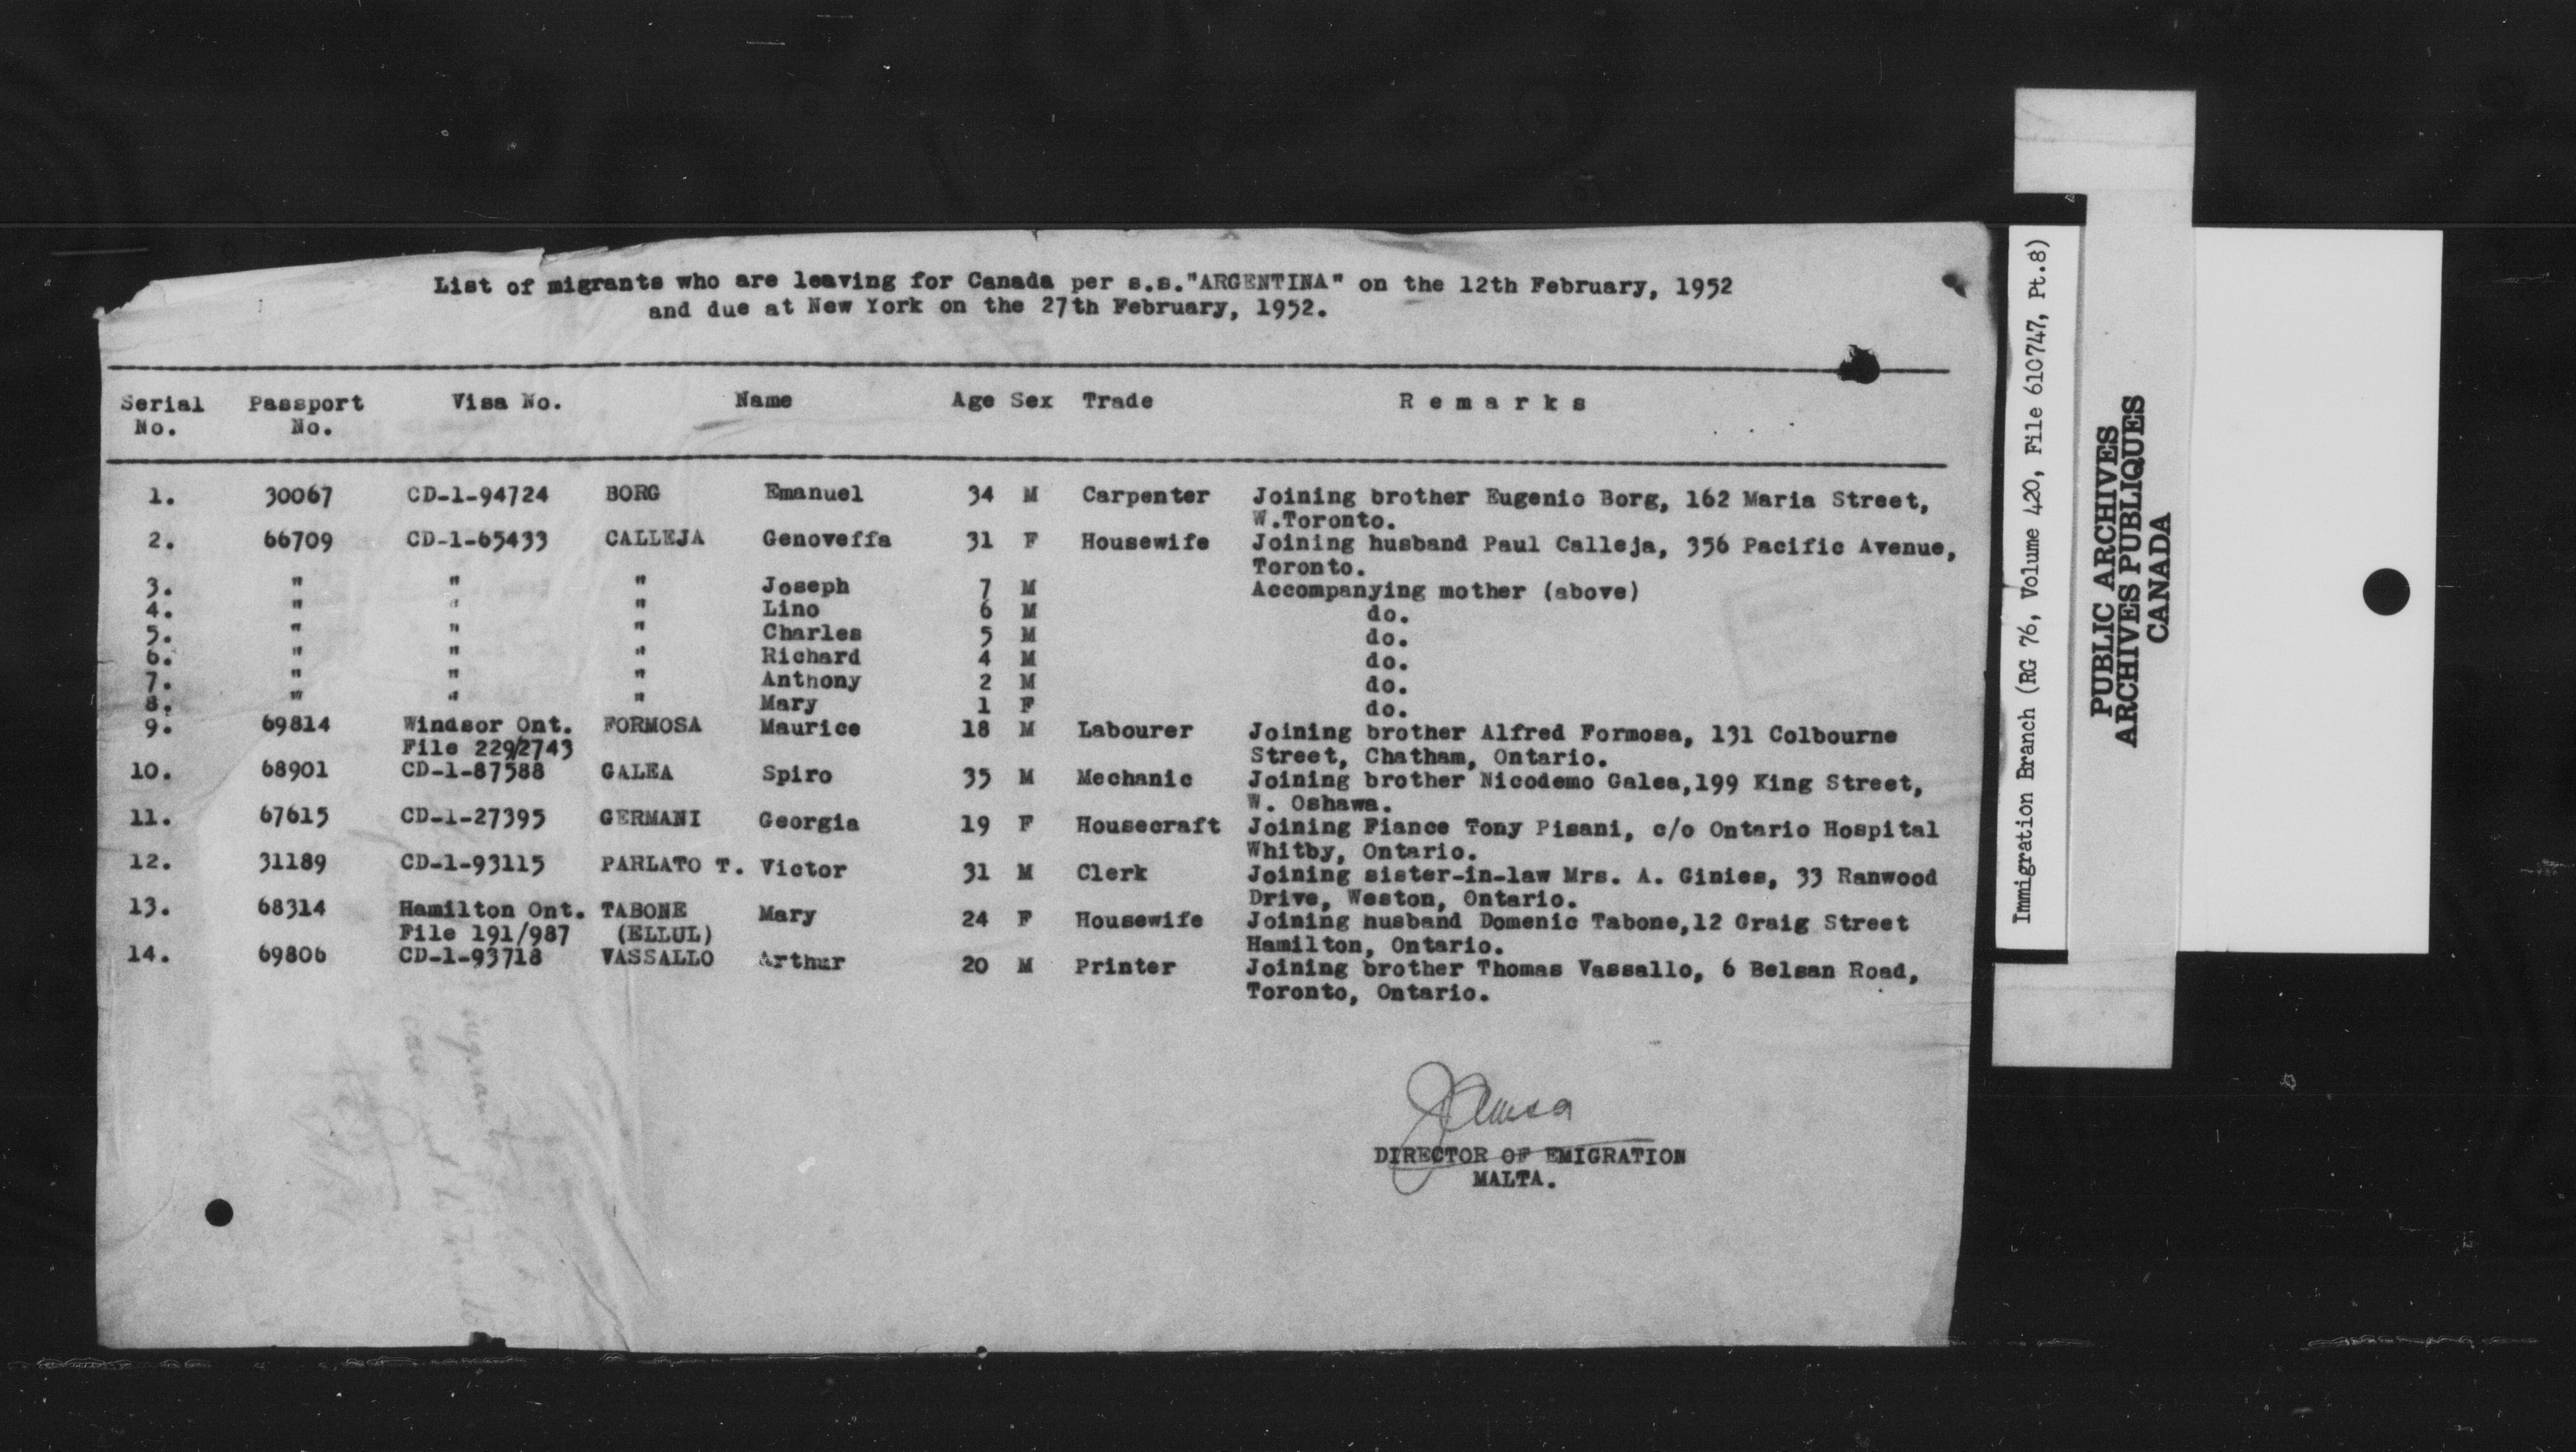 List of migrants who are leaving for Canada per s.s."ARGENTINA" on the 12th February, 1952
and due at New York on the 27th February, 1952.
Serial Passport Visa No. Name Age Sex Trade R e m a r k s
No. No.
1. 30067 CD-1-94724 BORG Emanuel 34 M Carpenter Joining brother Eugenio Borg, 162 Maria Street,
W.Toronto.
2. 66709 CD-1-65433 CALLEJA Genoveffa 31 F Housewife Joining husband Paul Calleja, 356 Pacific Avenue,
Toronto.
3. " " " Joseph 7 M Accompanying mother (above)
4. " " " Lino 6 M do.
5. " " " Charles 5 M do.
6. " " " Richard 4 M do.
7. " " " Anthony 2 M do.
8. " " " Mary 1 F do.
9. 69814 Windsor Ont. FORMOSA Maurice 18 M Labourer Joining brother Alfred Formosa, 131 Colbourne
File 229/2743 Street, Chatham, Ontario.
10. 68901 CD-1-87588 GALEA Spiro 35 M Mechanic Joining brother Nicodemo Galea,199 King Street,
W. Oshawa.
11. 67615 CD-1-27395 GERMANI Georgia 19 F Housecraft Joining Fiance Tony Pisani, c/o Ontario Hospital
Whitby, Ontario.
12. 31189 CD-1-93115 PARLATO T. Victor 31 M Clerk Joining sister-in-law Mrs. A. Ginies, 33 Ranwood
Drive, Weston, Ontario.
13. 68314 Hamilton Ont. TABONE Mary 24 F Housewife Joining husband Domenic Tabone,12 Graig Street
File 191/987 (ELLUL) Hamilton, Ontario.
14. 69806 CD-1-93718 VASSALLO Arthur 20 M Printer Joining brother Thomas Vassallo, 6 Belsan Road,
Toronto, Ontario.
DIRECTOR OF EMIGRATION
MALTA.
Immigration Branch (RG 76, Volume 420, File 610747, Pt.8)
PUBLIC ARCHIVES
ARCHIVES PUBLIQUES
CANADA